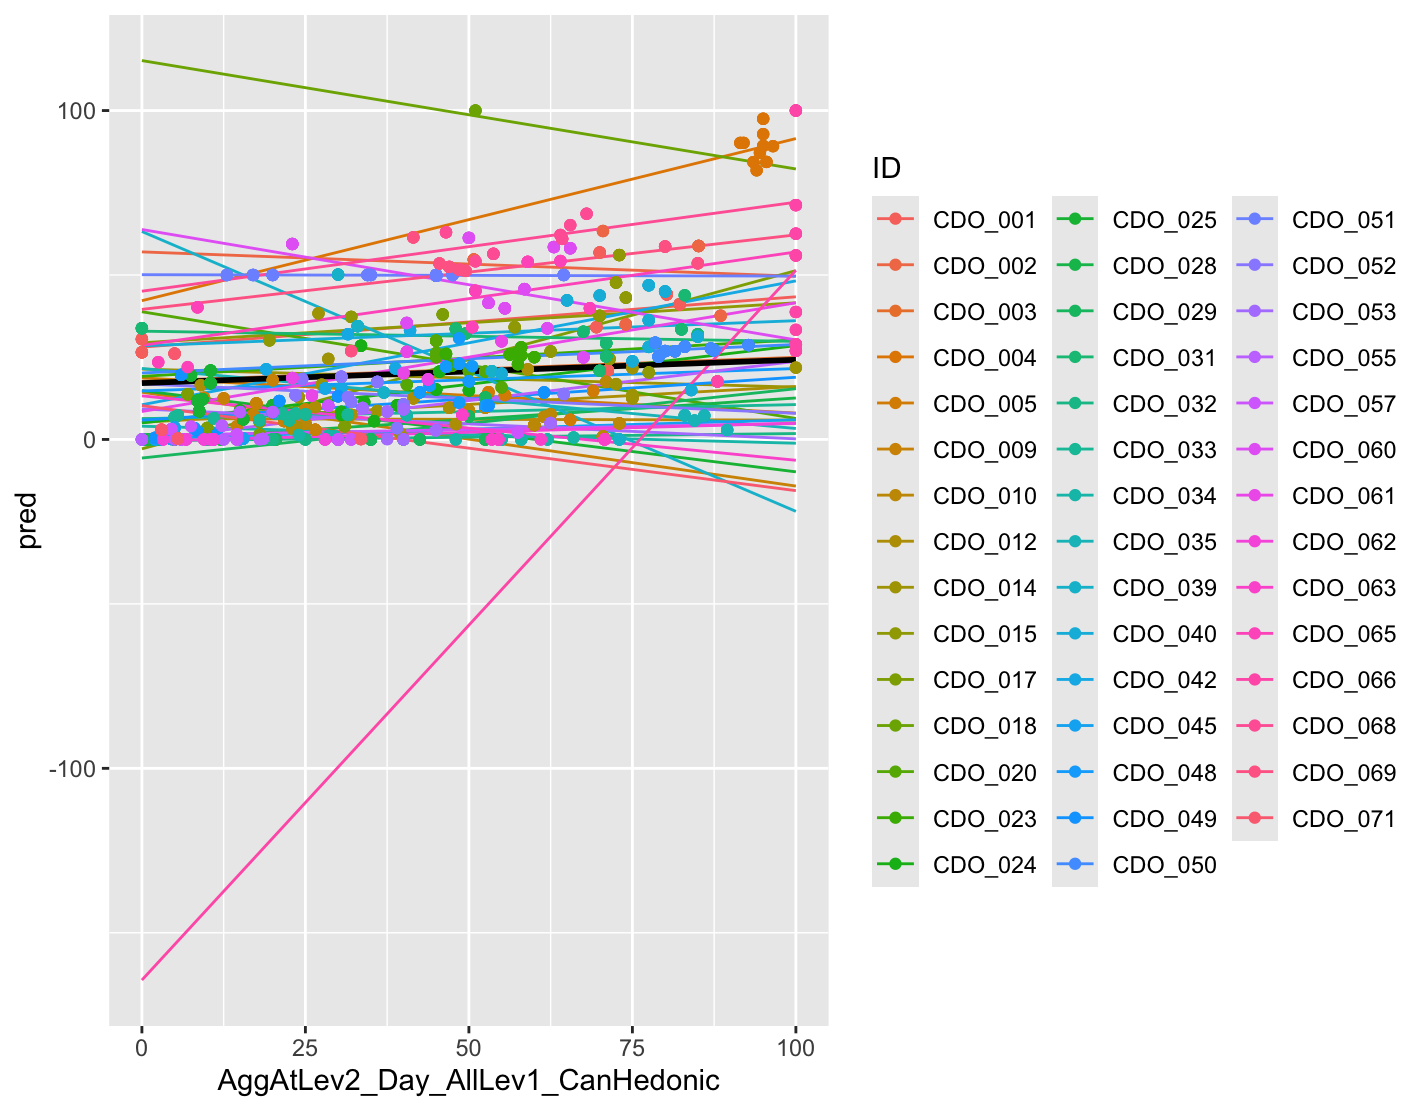 ID
CDO_001 CDO_025 CDO_051
CDO_002 CDO_028 CDO_052
CDO_003 CDO_029 CDO_053
CDO_004 CDO_031 CDO_055
CDO_005 CDO_032 CDO_057
CDO_009 CDO_033 CDO_060
CDO_010 CDO_034 CDO_061
CDO_012 CDO_035 CDO_062
CDO_014 CDO_039 CDO_063
CDO_015 CDO_040 CDO_065
CDO_017 CDO_042 CDO_066
CDO_018 CDO_045 CDO_068
CDO_020 CDO_048 CDO_069
CDO_023 CDO_049 CDO_071
CDO_024 CDO_050
100
0
-100
pred
0 25 50 75 100
AggAtLev2_Day_AllLev1_CanHedonic